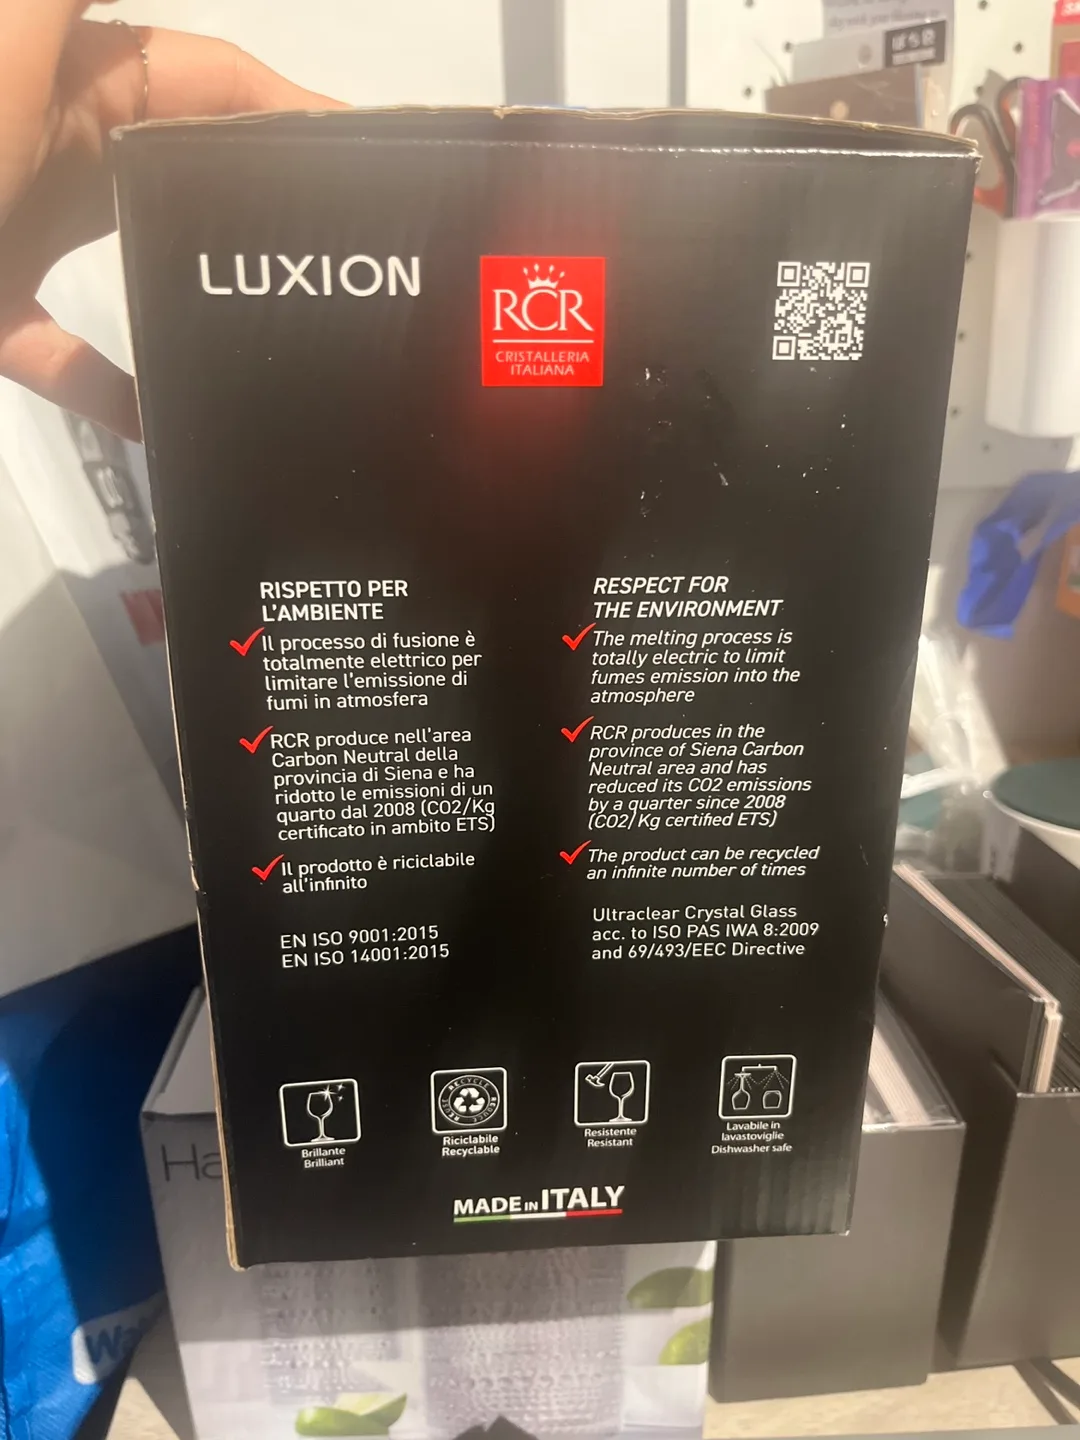 LUXION
RCR
CRISTALLERIA
ITALIANA
RISPETTO PER
L'AMBIENTE
Il processo di fusione è
totalmente elettrico per
limitare l'emissione di
fumi in atmosfera
RCR produce nell'area
Carbon Neutral della
provincia di Siena e ha
ridotto le emissioni di un
quarto dal 2008 (CO2/Kg
certificato in ambito ETS)
Il prodotto è riciclabile
all'infinito
EN ISO 9001:2015
EN ISO 14001:2015
RESPECT FOR
THE ENVIRONMENT
The melting process is
totally electric to limit
fumes emission into the
atmosphere
RCR produces in the
province of Siena Carbon
Neutral area and has
reduced its CO2 emissions
by a quarter since 2008
(CO2/Kg certified ETS)
The product can be recycled
an infinite number of times
Ultraclear Crystal Glass
acc. to ISO PAS IWA 8:2009
and 69/493/EEC Directive
Brillante
Brilliant
RECYCLE REDUCE REUSE
Riciclabile
Recyclable
Resistente
Resistant
Lavabile in
lavastoviglie
Dishwasher safe
MADE IN ITALY
Ha
Wa